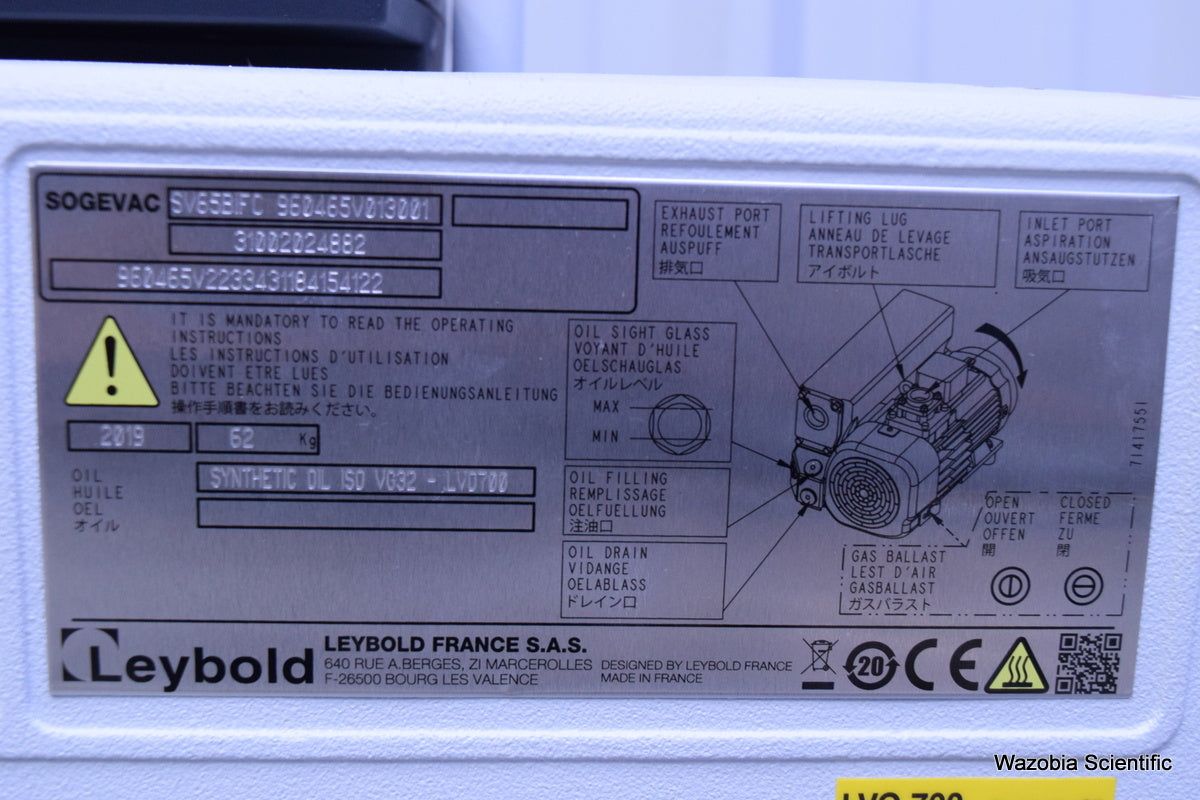 SOGEVAC SV65BIFC 960465V013001
31002024882
960465V2233431184154122
IT IS MANDATORY TO READ THE OPERATING
INSTRUCTIONS
LES INSTRUCTIONS D'UTILISATION
DOIVENT ETRE LUES
BITTE BEACHTEN SIE DIE BEDIENUNGSANLEITUNG
操作手順書をお読みください。
2019 62 Kg
OIL
HUILE
OEL
オイル
SYNTHETIC OIL ISO VG32 - LVO700
EXHAUST PORT
REFOULEMENT
AUSPUFF
排気口
LIFTING LUG
ANNEAU DE LEVAGE
TRANSPORTLASCHE
アイボルト
INLET PORT
ASPIRATION
ANSAUGSTUTZEN
吸気口
OIL SIGHT GLASS
VOYANT D'HUILE
OELSCHAUGLAS
オイルレベル
MAX
MIN
OIL FILLING
REMPLISSAGE
OELFUELLUNG
注油口
OIL DRAIN
VIDANGE
OELABLASS
ドレイン口
GAS BALLAST
LEST D'AIR
GASBALLAST
ガスバラスト
OPEN
OUVERT
OFFEN
開
CLOSED
FERME
ZU
閉
71417551
Leybold
LEYBOLD FRANCE S.A.S.
640 RUE A.BERGES, ZI MARCEROLLES
F-26500 BOURG LES VALENCE
DESIGNED BY LEYBOLD FRANCE
MADE IN FRANCE
20
CE
Wazobia Scientific
LVO 700